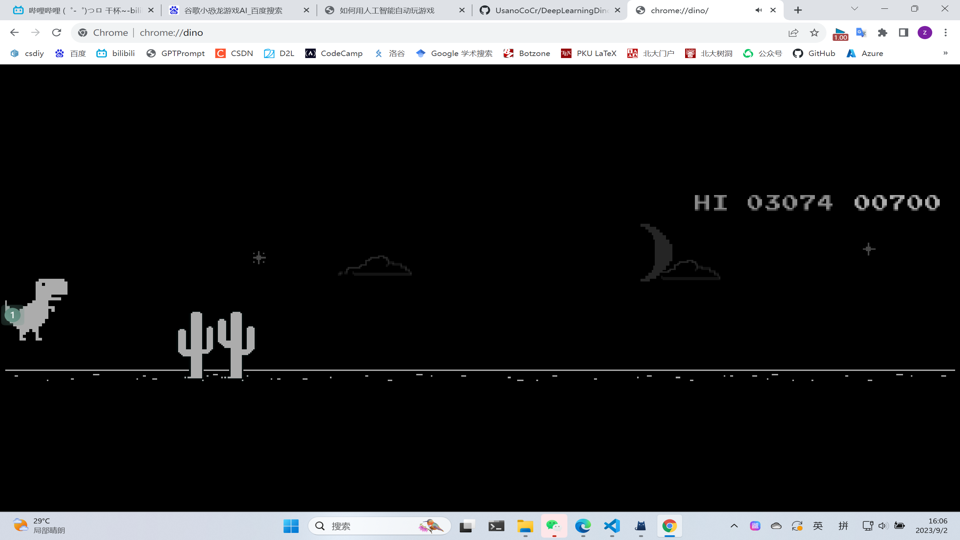 哔哩哔哩 (゜-゜)つロ 干杯~-bili
谷歌小恐龙游戏AI_百度搜索
如何用人工智能自动玩游戏
UsanoCoCr/DeepLearningDin
chrome://dino/
Chrome | chrome://dino
1.00
z
csdiy
百度
bilibili
GPTPrompt
CSDN
D2L
CodeCamp
洛谷
Google 学术搜索
Botzone
PKU LaTeX
北大门户
北大树洞
公众号
GitHub
Azure
»
HI 03074 00700
1
29°C
局部晴朗
搜索
英
拼
16:06
2023/9/2